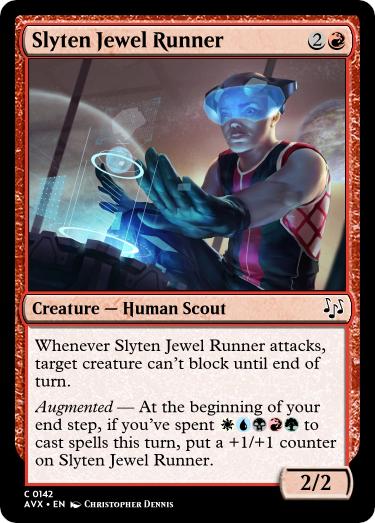 Slyten Jewel Runner 2
Creature — Human Scout
Whenever Slyten Jewel Runner attacks,
target creature can't block until end of
turn.
Augmented — At the beginning of your
end step, if you've spent
to
cast spells this turn, put a +1/+1 counter
on Slyten Jewel Runner.
2/2
C 0142
AVX • EN Christopher Dennis